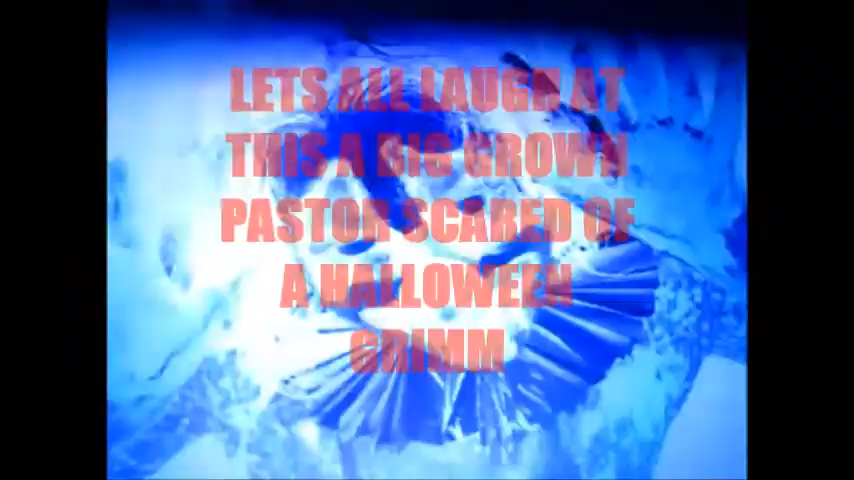 LETS ALL LAUGH AT
THIS A BIG GROWN
PASTOR SCARED OF
A HALLOWEEN
GRIMM